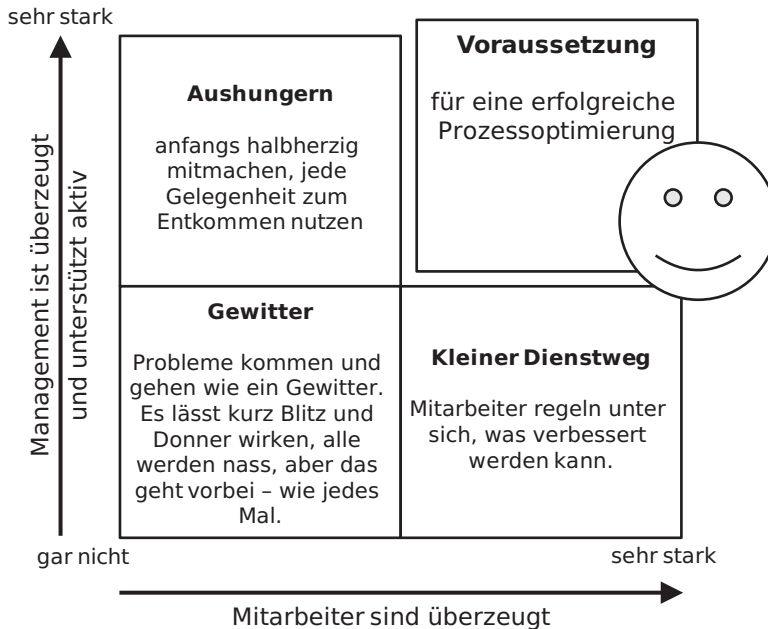 sehr stark
Management ist überzeugt
und unterstützt aktiv
Aushungern
anfangs halbherzig
mitmachen, jede
Gelegenheit zum
Entkommen nutzen
Voraussetzung
für eine erfolgreiche
Prozessoptimierung
Gewitter
Probleme kommen und
gehen wie ein Gewitter.
Es lässt kurz Blitz und
Donner wirken, alle
werden nass, aber das
geht vorbei – wie jedes
Mal.
Kleiner Dienstweg
Mitarbeiter regeln unter
sich, was verbessert
werden kann.
gar nicht
sehr stark
Mitarbeiter sind überzeugt